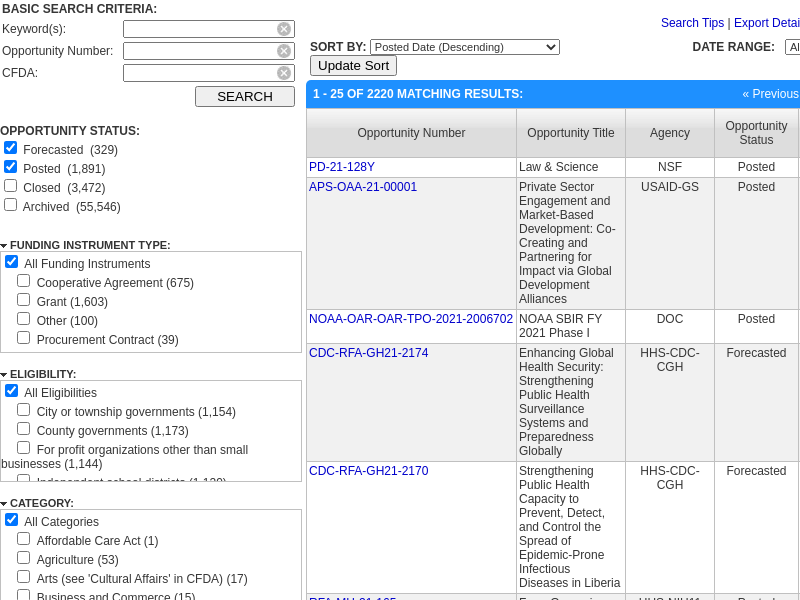 BASIC SEARCH CRITERIA:
Keyword(s):
Opportunity Number:
CFDA:
SEARCH
OPPORTUNITY STATUS:
Forecasted (329)
Posted (1,891)
Closed (3,472)
Archived (55,546)
FUNDING INSTRUMENT TYPE:
All Funding Instruments
Cooperative Agreement (675)
Grant (1,603)
Other (100)
Procurement Contract (39)
ELIGIBILITY:
All Eligibilities
City or township governments (1,154)
County governments (1,173)
For profit organizations other than small
businesses (1,144)
CATEGORY:
All Categories
Affordable Care Act (1)
Agriculture (53)
Arts (see 'Cultural Affairs' in CFDA) (17)
Business and Commerce (15)
Search Tips | Export Detai
SORT BY: Posted Date (Descending)
DATE RANGE: Al
Update Sort
1 - 25 OF 2220 MATCHING RESULTS:
« Previous
Opportunity Number
Opportunity Title
Agency
Opportunity
Status
PD-21-128Y
Law & Science
NSF
Posted
APS-OAA-21-00001
Private Sector
Engagement and
Market-Based
Development: Co-
Creating and
Partnering for
Impact via Global
Development
Alliances
USAID-GS
Posted
NOAA-OAR-OAR-TPO-2021-2006702
NOAA SBIR FY
2021 Phase I
DOC
Posted
CDC-RFA-GH21-2174
Enhancing Global
Health Security:
Strengthening
Public Health
Surveillance
Systems and
Preparedness
Globally
HHS-CDC-
CGH
Forecasted
CDC-RFA-GH21-2170
Strengthening
Public Health
Capacity to
Prevent, Detect,
and Control the
Spread of
Epidemic-Prone
Infectious
Diseases in Liberia
HHS-CDC-
CGH
Forecasted